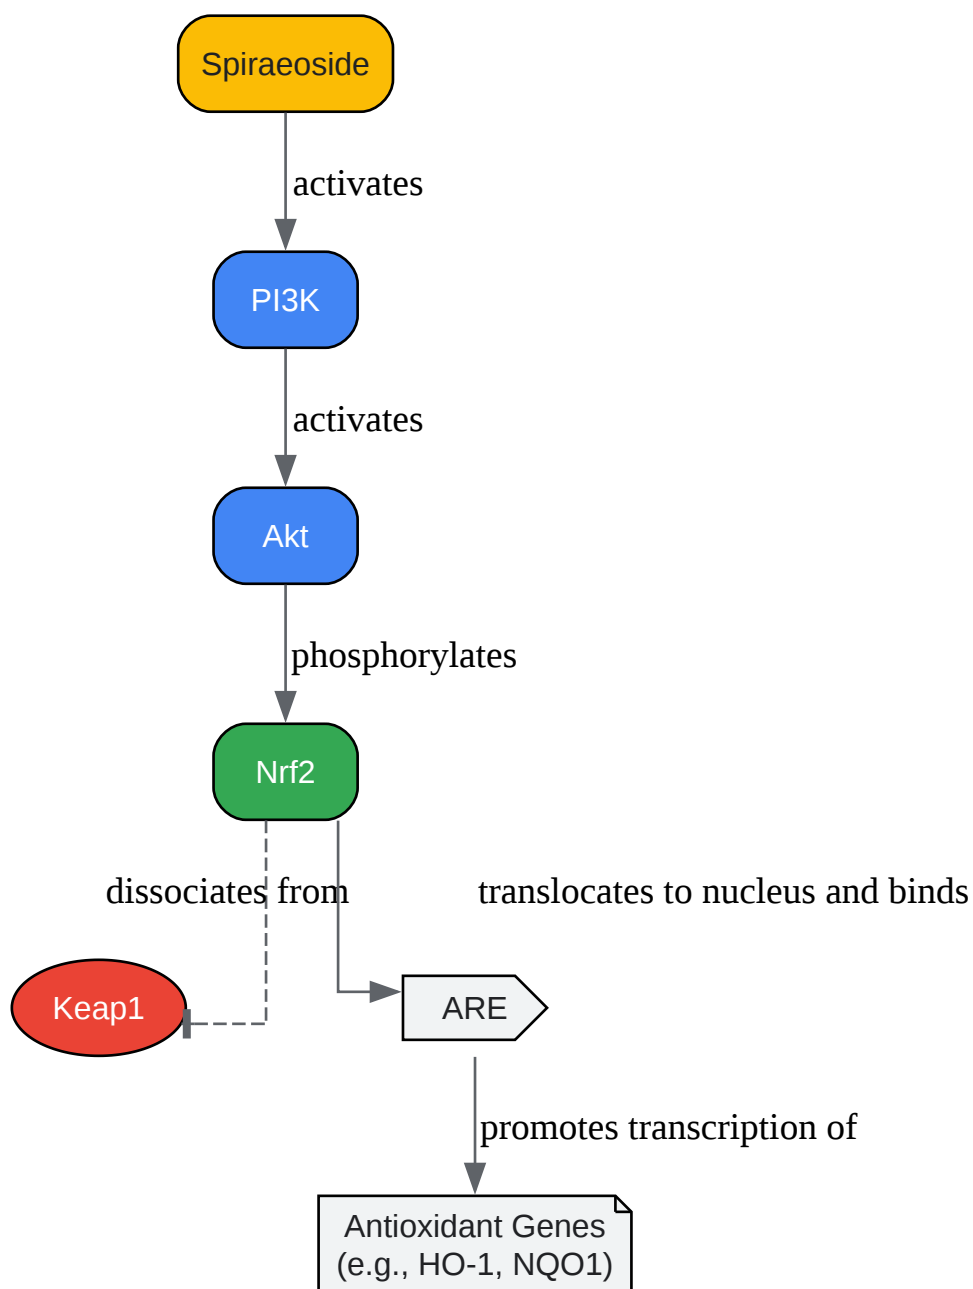 Spiraeoside
activates
PI3K
activates
Akt
phosphorylates
Nrf2
dissociates from
translocates to nucleus and binds
Keap1
ARE
promotes transcription of
Antioxidant Genes
(e.g., HO-1, NQO1)